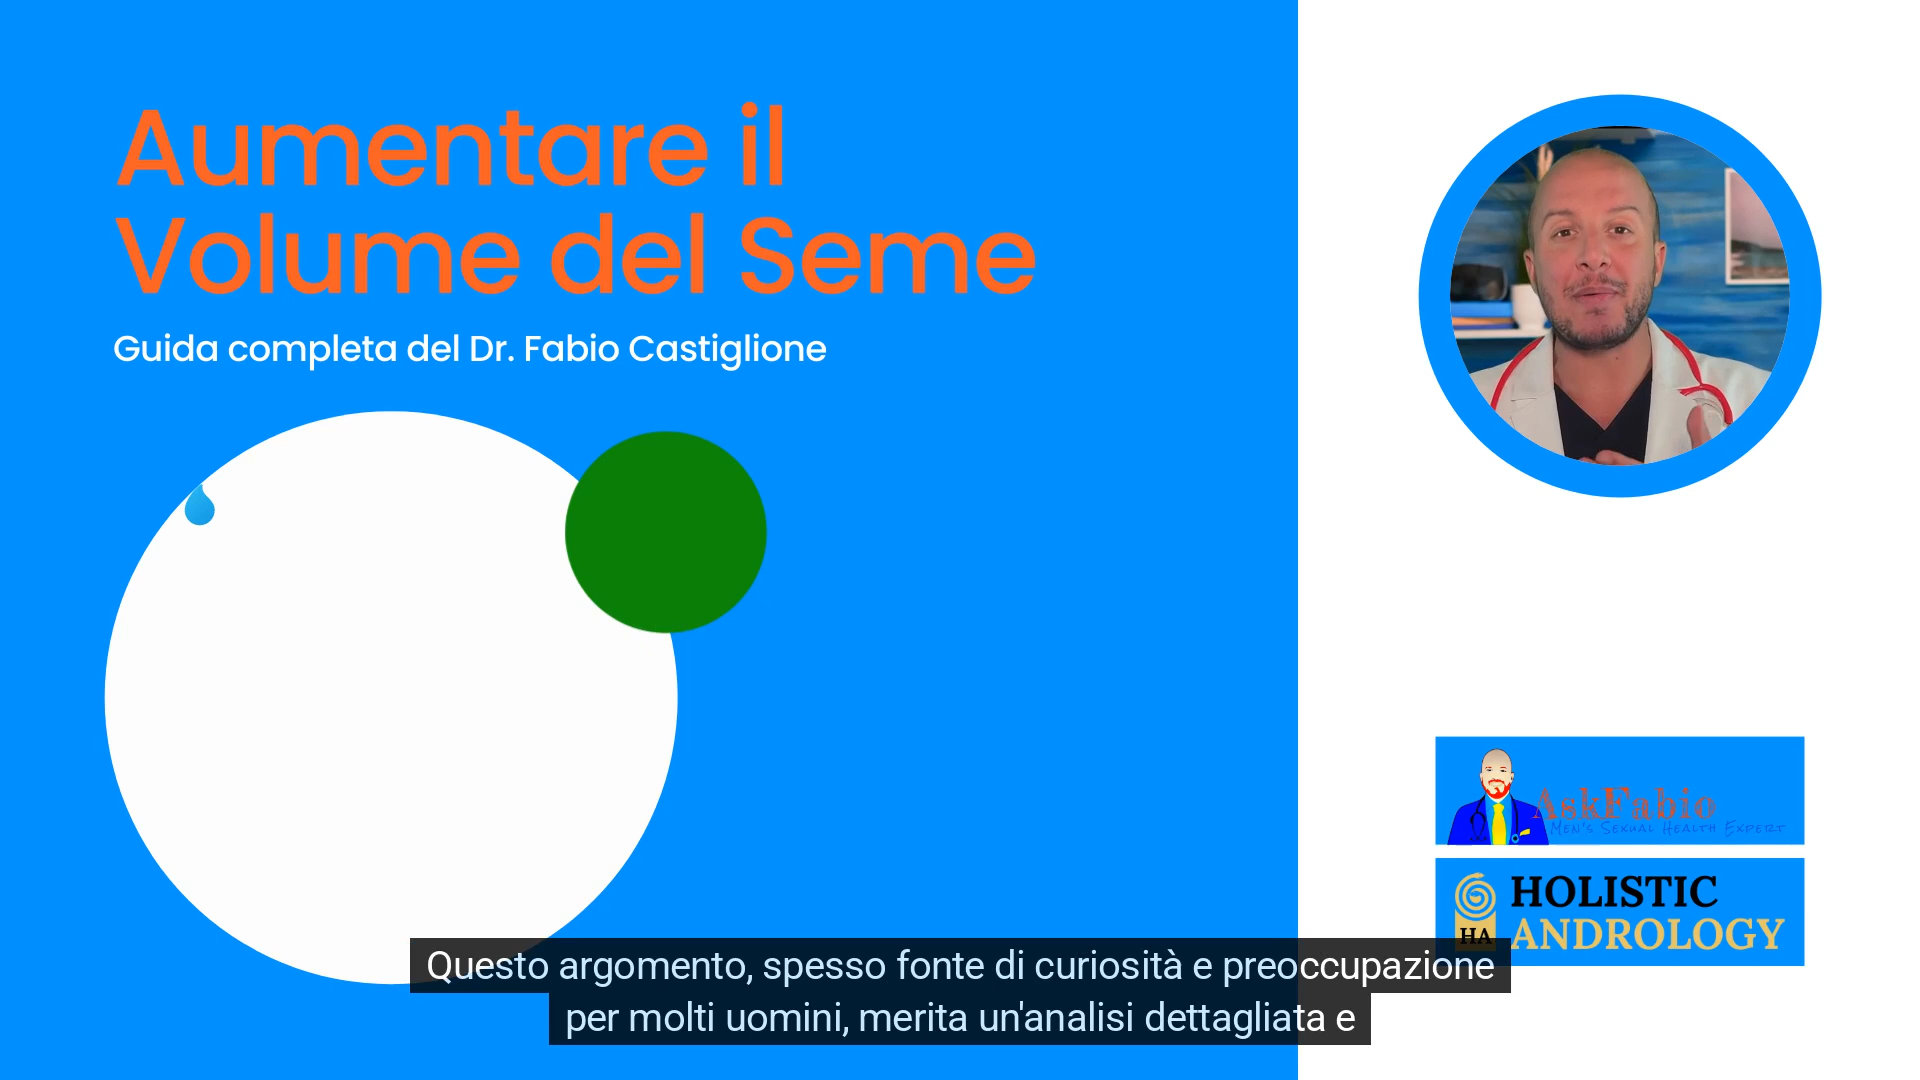 Aumentare il
Volume del Seme
Guida completa del Dr. Fabio Castiglione
AskFabio
Men's Sexual Health Expert
HOLISTIC
HA ANDROLOGY
Questo argomento, spesso fonte di curiosità e preoccupazione
per molti uomini, merita un'analisi dettagliata e